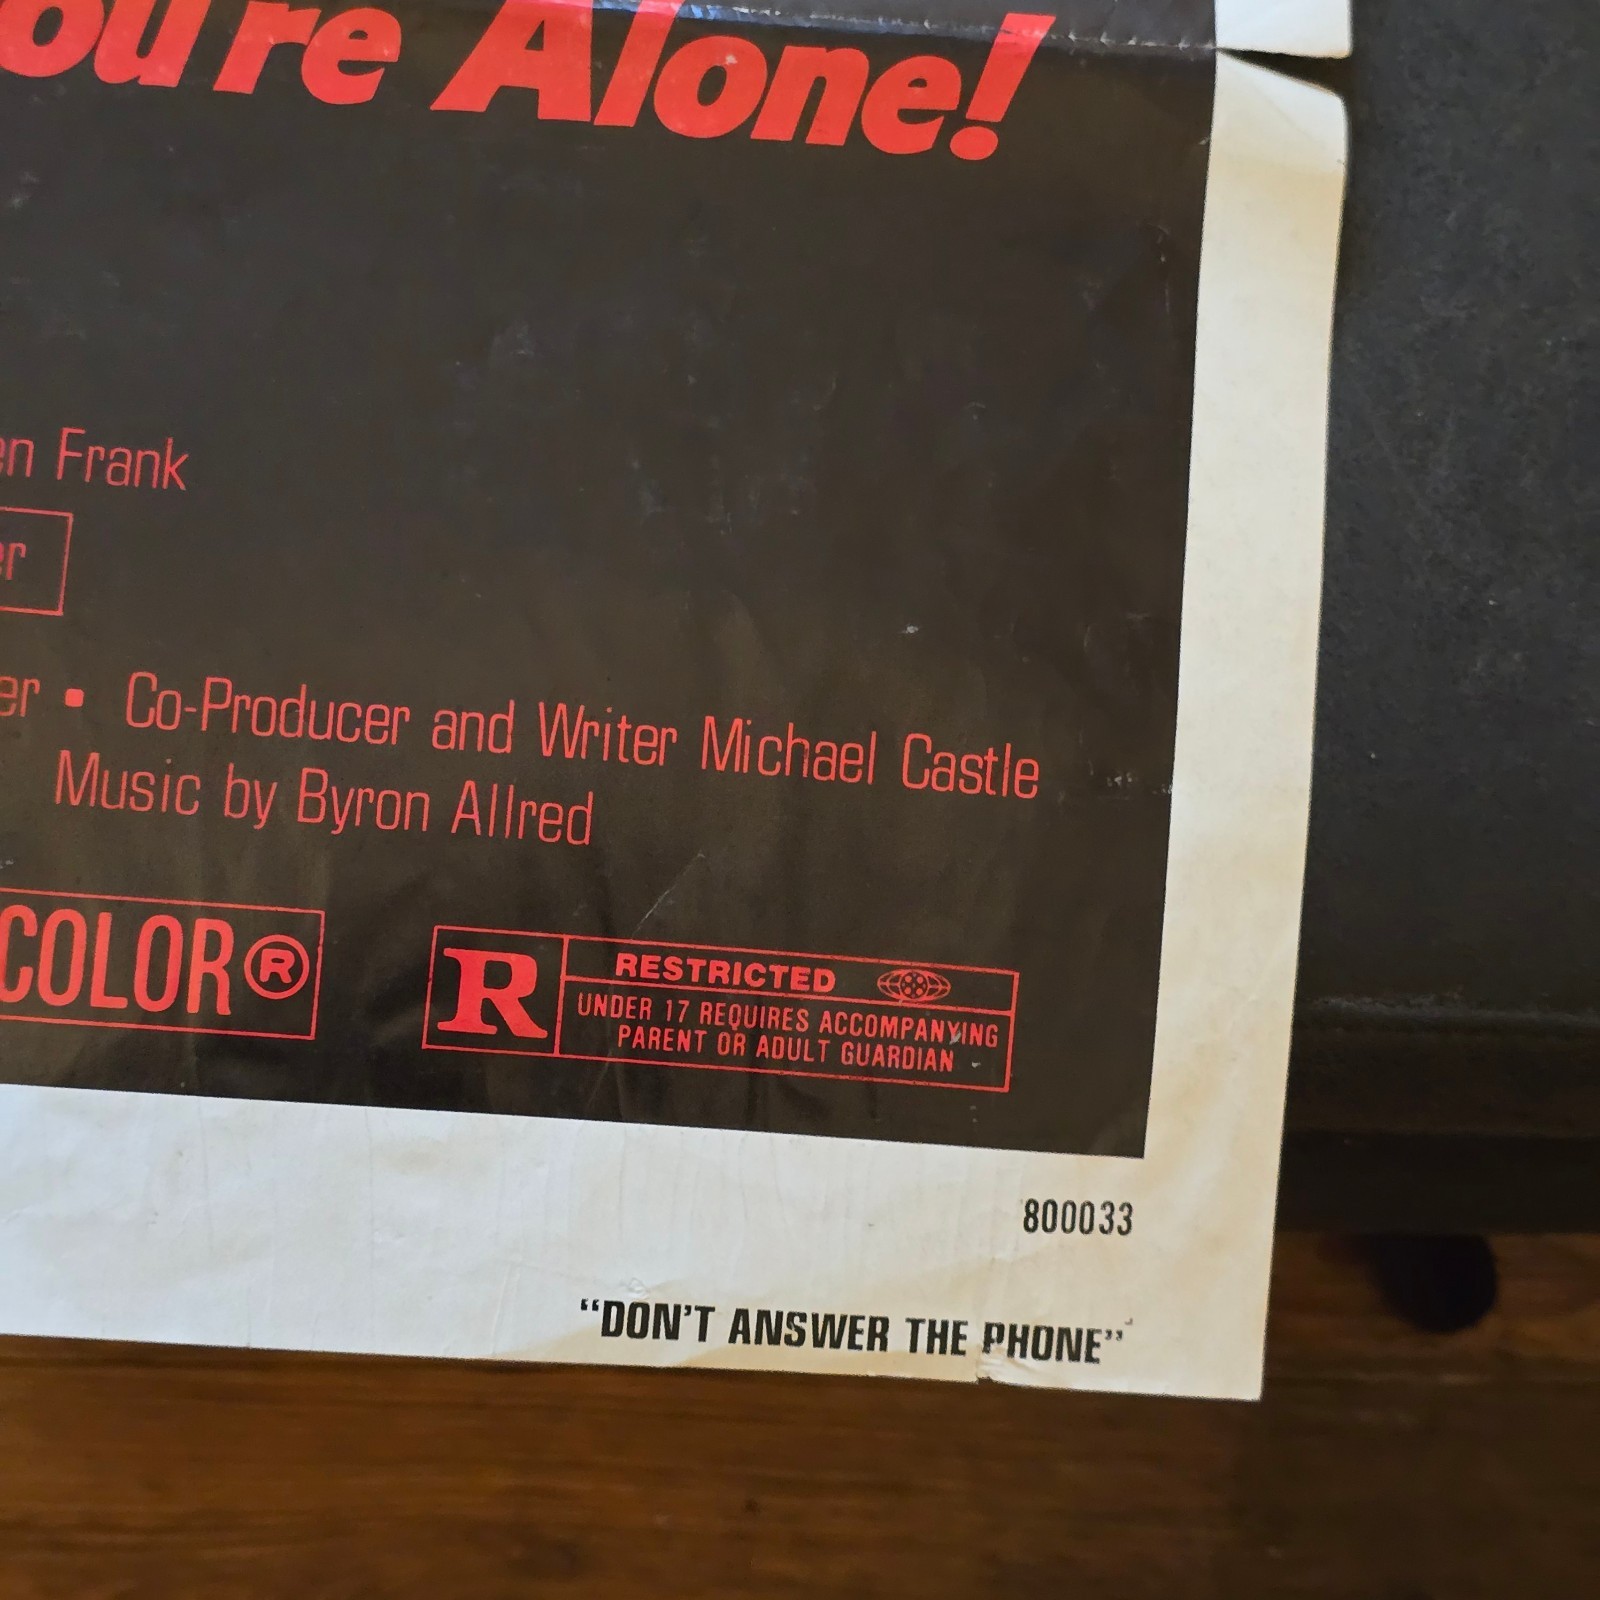 ou're Alone!
en Frank
er
er • Co-Producer and Writer Michael Castle
Music by Byron Allred
COLOR®
R RESTRICTED
UNDER 17 REQUIRES ACCOMPANYING
PARENT OR ADULT GUARDIAN
800033
“DON'T ANSWER THE PHONE”